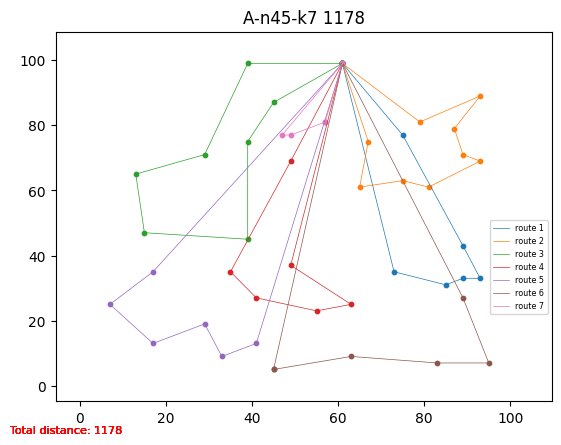 A-n45-k7 1178
100
80
60
40
20
0
route 1
route 2
route 3
route 4
route 5
route 6
route 7
0 20 40 60 80 100
Total distance: 1178